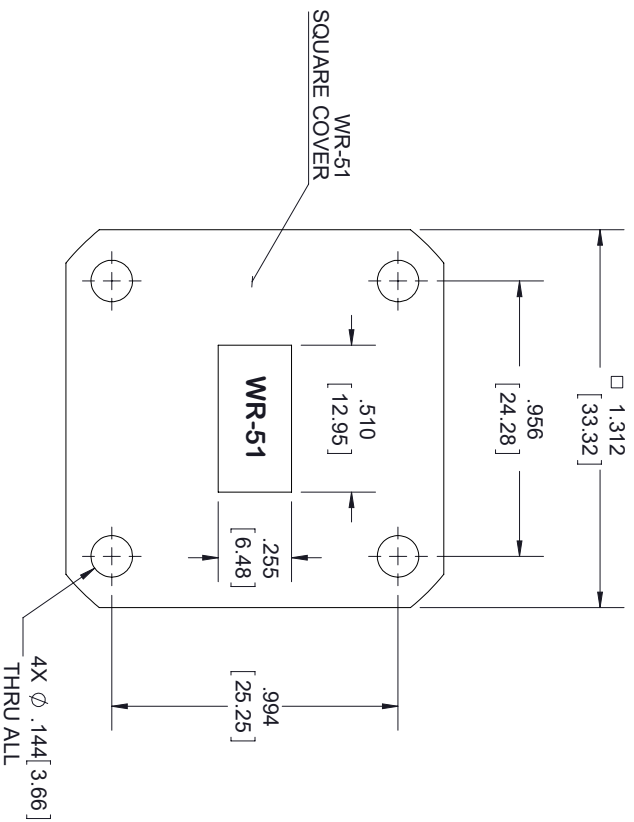 □ 1.312
[33.32]
.956
[24.28]
.510
[12.95]
WR-51
SQUARE COVER
WR-51
.255
[6.48]
.994
[25.25]
4X Ø .144[3.66]
THRU ALL